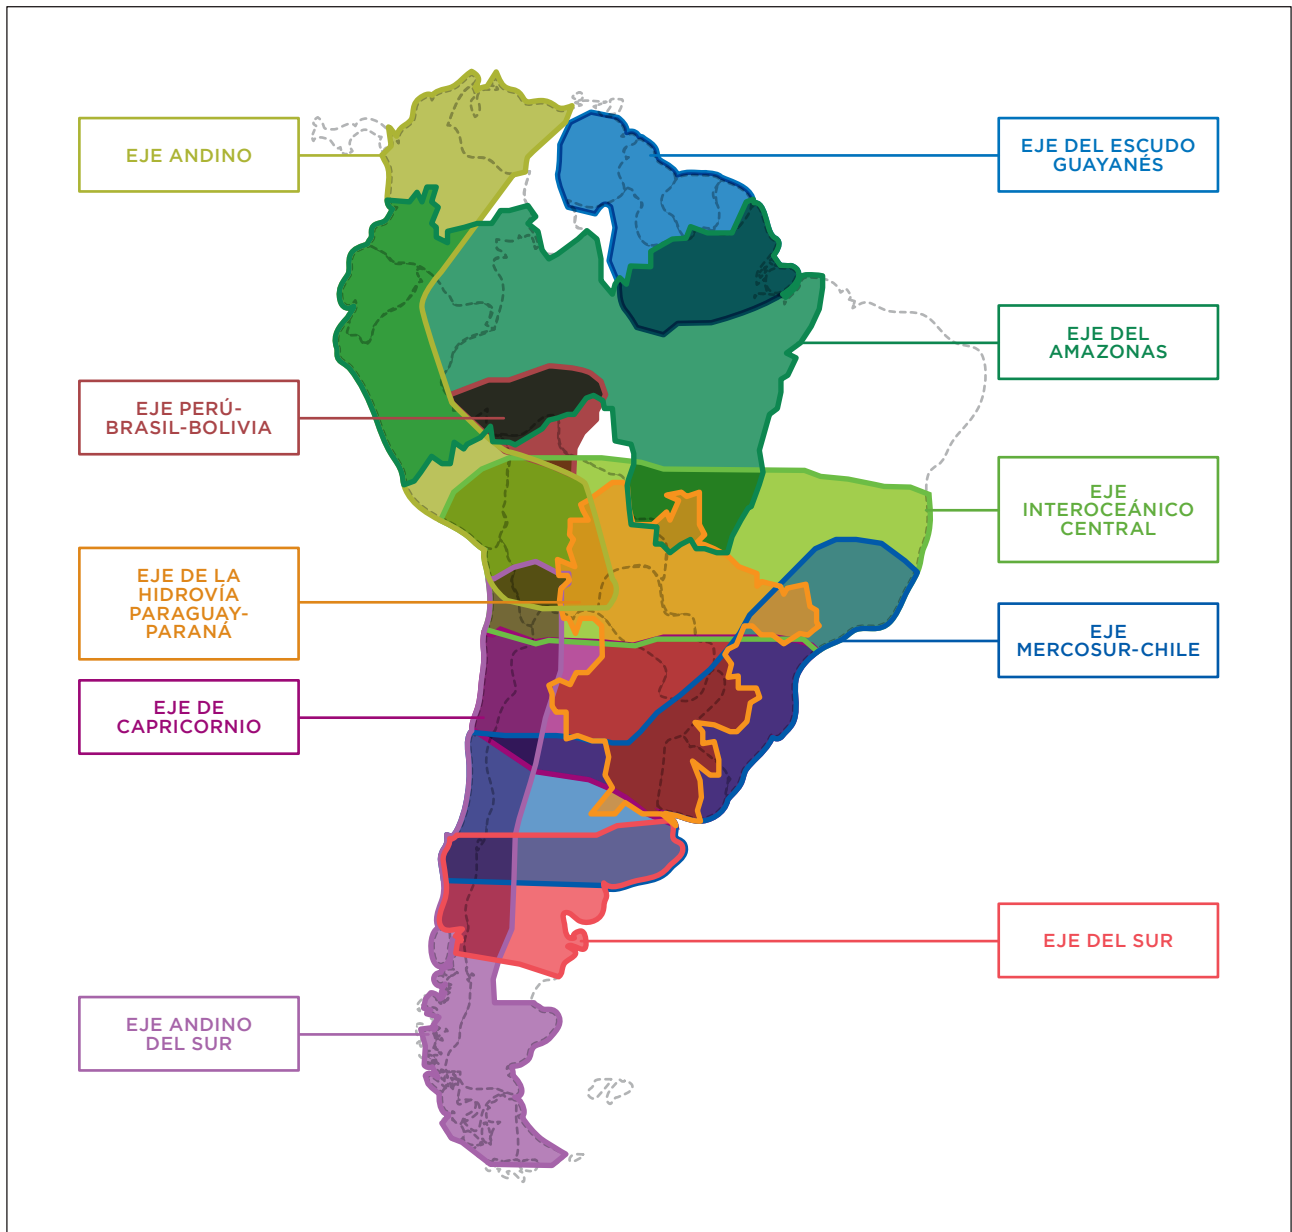 EJE ANDINO
EJE DEL ESCUDO
GUAYANÉS
EJE DEL
AMAZONAS
EJE PERÚ-
BRASIL-BOLIVIA
EJE
INTEROCEÁNICO
CENTRAL
EJE DE LA
HIDROVÍA
PARAGUAY-
PARANÁ
EJE
MERCOSUR-CHILE
EJE DE
CAPRICORNIO
EJE DEL SUR
EJE ANDINO
DEL SUR